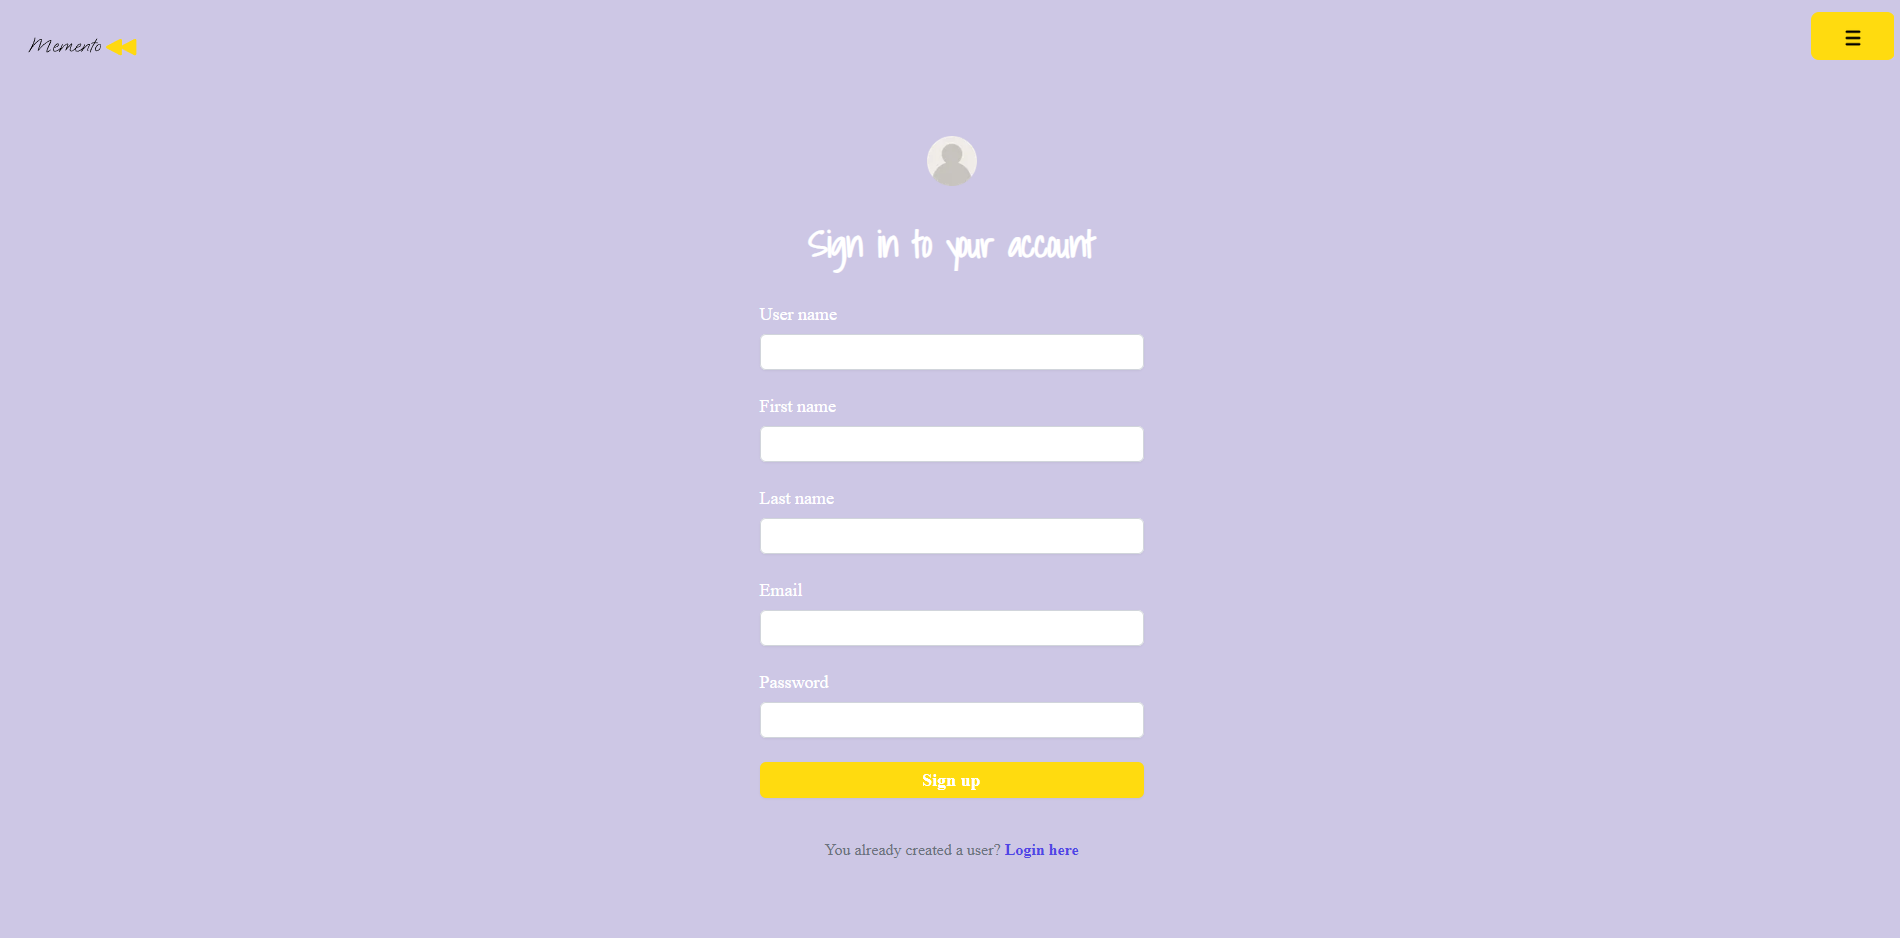 Memento
Sign in to your account
User name
First name
Last name
Email
Password
Sign up
You already created a user? Login here